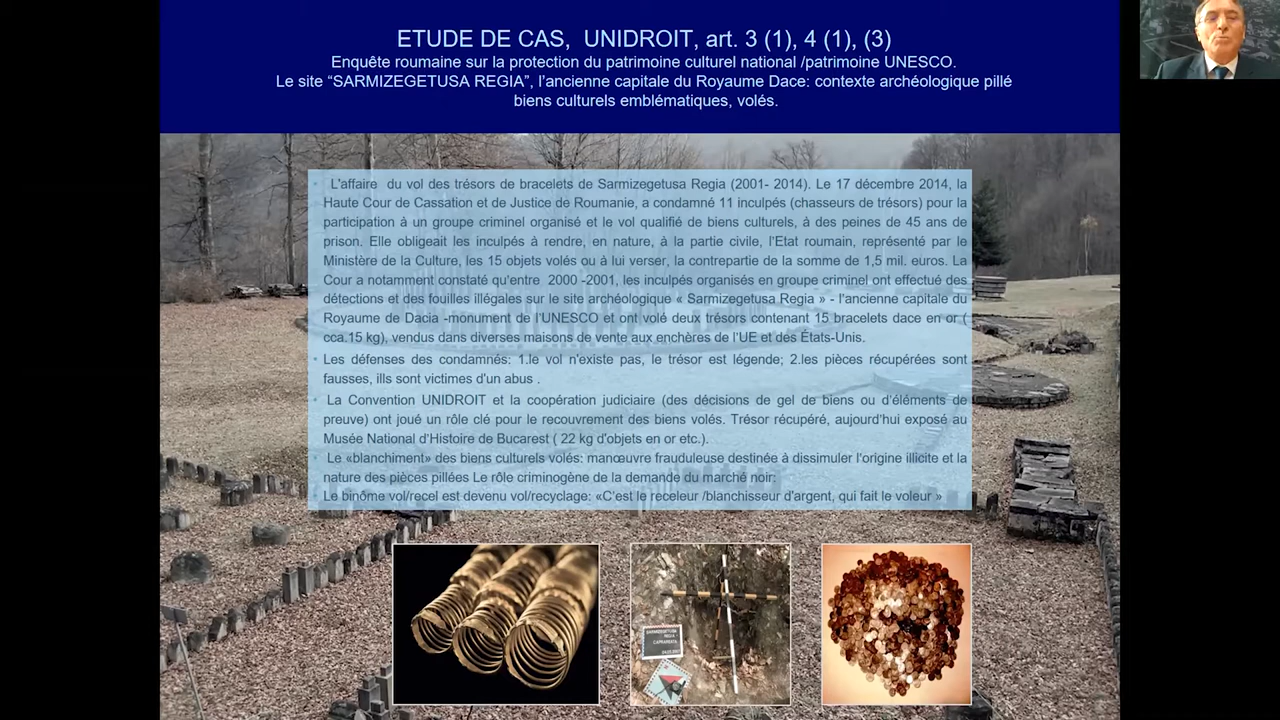 ETUDE DE CAS, UNIDROIT, art. 3 (1), 4 (1), (3)
Enquête roumaine sur la protection du patrimoine culturel national /patrimoine UNESCO.
Le site “SARMIZEGETUSA REGIA”, l’ancienne capitale du Royaume Dace: contexte archéologique pillé
biens culturels emblématiques, volés.
• L'affaire du vol des trésors de bracelets de Sarmizegetusa Regia (2001- 2014). Le 17 décembre 2014, la
Haute Cour de Cassation et de Justice de Roumanie, a condamné 11 inculpés (chasseurs de trésors) pour la
participation à un groupe criminel organisé et le vol qualifié de biens culturels, à des peines de 45 ans de
prison. Elle obligeait les inculpés à rendre, en nature, à la partie civile, l'Etat roumain, représenté par le
Ministère de la Culture, les 15 objets volés ou à lui verser, la contrepartie de la somme de 1,5 mil. euros. La
Cour a notamment constaté qu'entre 2000 -2001, les inculpés organisés en groupe criminel ont effectué des
détections et des fouilles illégales sur le site archéologique « Sarmizegetusa Regia » - l'ancienne capitale du
Royaume de Dacia -monument de l’UNESCO et ont volé deux trésors contenant 15 bracelets dace en or (
cca.15 kg), vendus dans diverses maisons de vente aux enchères de l’UE et des États-Unis.
• Les défenses des condamnés: 1.le vol n'existe pas, le trésor est légende; 2.les pièces récupérées sont
fausses, ills sont victimes d'un abus .
• La Convention UNIDROIT et la coopération judiciaire (des décisions de gel de biens ou d’éléments de
preuve) ont joué un rôle clé pour le recouvrement des biens volés. Trésor récupéré, aujourd’hui exposé au
Musée National d’Histoire de Bucarest ( 22 kg d'objets en or etc.).
• Le «blanchiment» des biens culturels volés: manœuvre frauduleuse destinée à dissimuler l'origine illicite et la
nature des pièces pillées Le rôle criminogène de la demande du marché noir:
• Le binôme vol/recel est devenu vol/recyclage: «C’est le receleur /blanchisseur d'argent, qui fait le voleur »
SARMIZEGETUSA
REGIA -